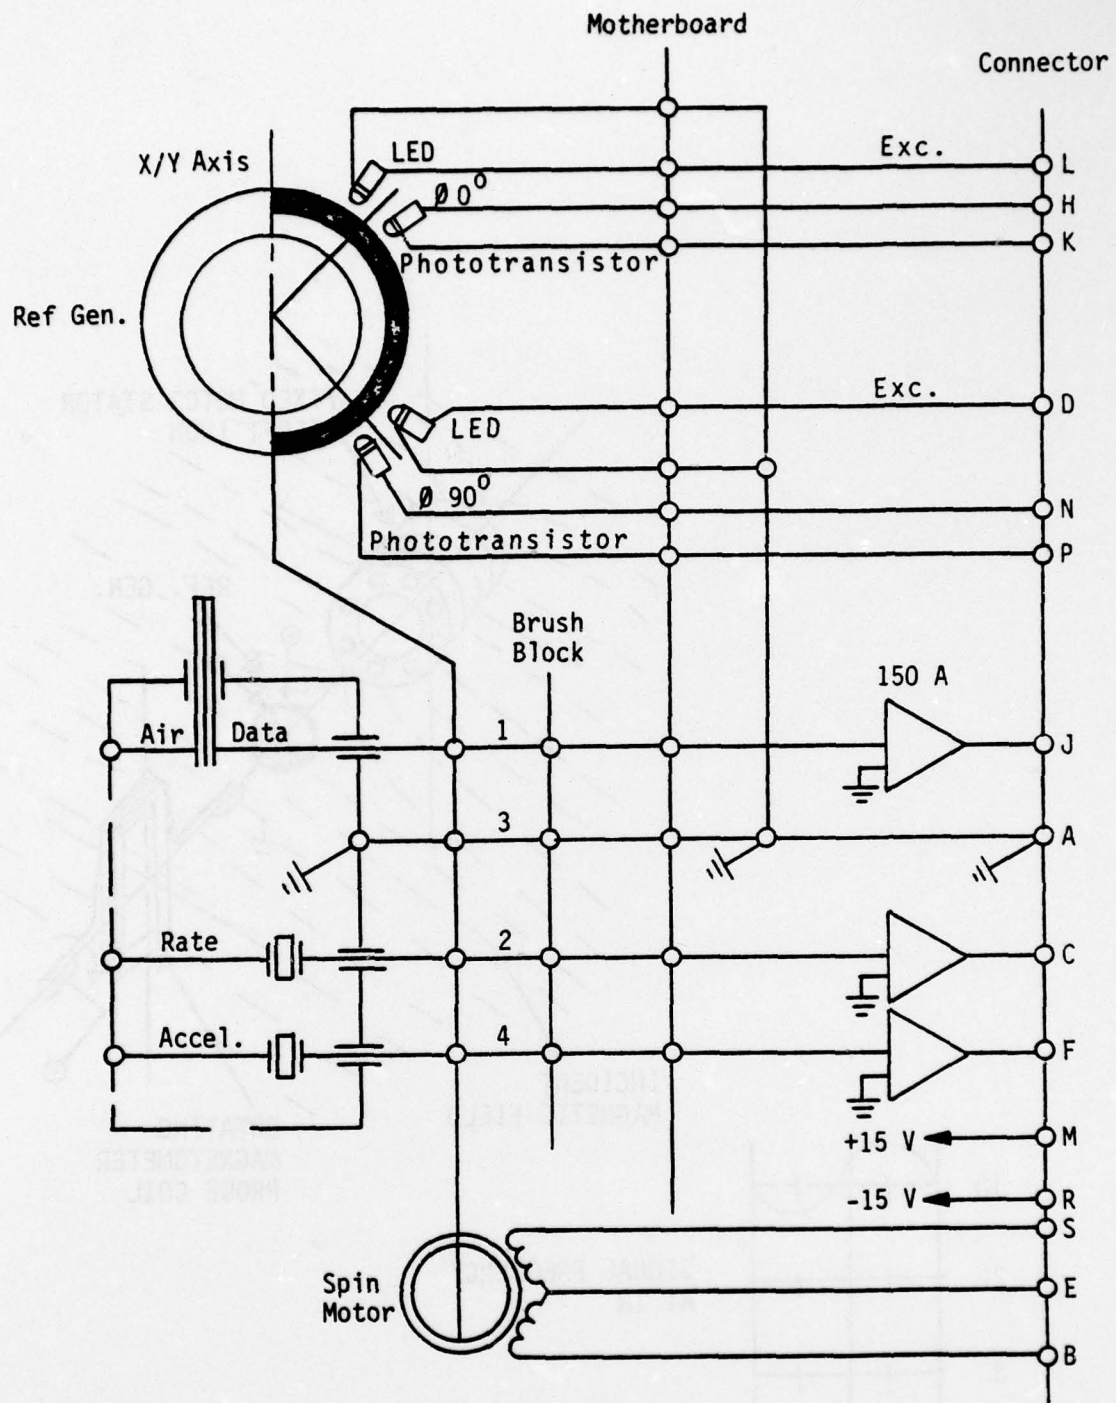 Motherboard
Connector
X/Y Axis
LED
Exc.
L
Ø 0°
H
K
Phototransistor
Ref Gen.
Exc.
D
LED
Ø 90°
N
Phototransistor
P
Brush
Block
150 A
Air Data
1
J
3
A
Rate
2
C
Accel.
4
F
+15 V
M
-15 V
R
S
Spin
Motor
E
B